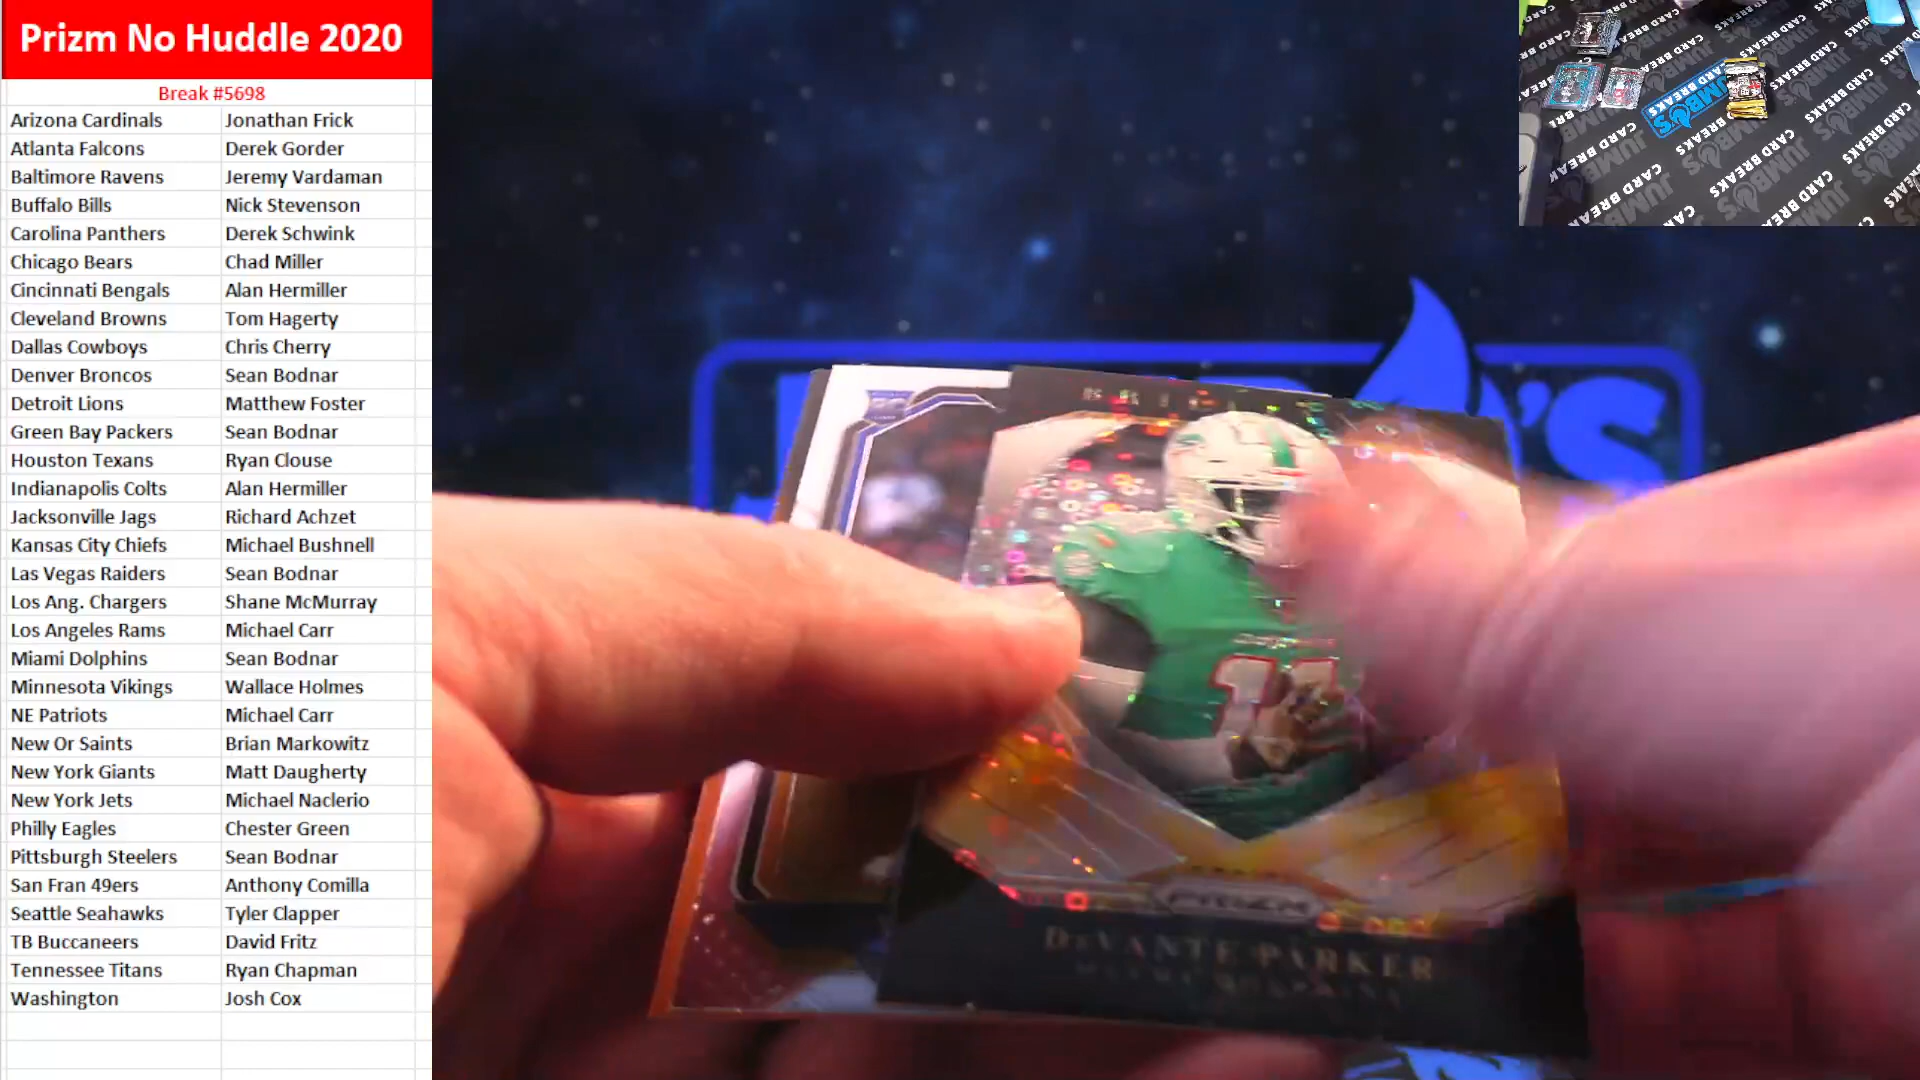 Prizm No Huddle 2020
Break #5698
Arizona Cardinals Jonathan Frick
Atlanta Falcons Derek Gorder
Baltimore Ravens Jeremy Vardaman
Buffalo Bills Nick Stevenson
Carolina Panthers Derek Schwink
Chicago Bears Chad Miller
Cincinnati Bengals Alan Hermiller
Cleveland Browns Tom Hagerty
Dallas Cowboys Chris Cherry
Denver Broncos Sean Bodnar
Detroit Lions Matthew Foster
Green Bay Packers Sean Bodnar
Houston Texans Ryan Clouse
Indianapolis Colts Alan Hermiller
Jacksonville Jags Richard Achzet
Kansas City Chiefs Michael Bushnell
Las Vegas Raiders Sean Bodnar
Los Ang. Chargers Shane McMurray
Los Angeles Rams Michael Carr
Miami Dolphins Sean Bodnar
Minnesota Vikings Wallace Holmes
NE Patriots Michael Carr
New Or Saints Brian Markowitz
New York Giants Matt Daugherty
New York Jets Michael Naclerio
Philly Eagles Chester Green
Pittsburgh Steelers Sean Bodnar
San Fran 49ers Anthony Comilla
Seattle Seahawks Tyler Clapper
TB Buccaneers David Fritz
Tennessee Titans Ryan Chapman
Washington Josh Cox
JUMBO'S
CARD BREAKS
11
PRIZM
DeVANTE PARKER
MIAMI DOLPHINS